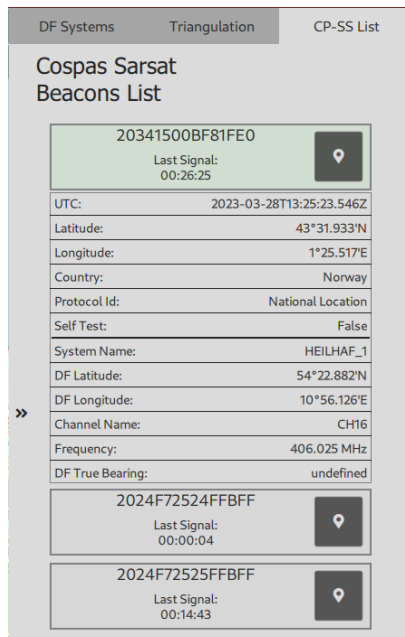 DF Systems Triangulation CP-SS List
Cospas Sarsat
Beacons List
20341500BF81FE0
Last Signal:
00:26:25
UTC: 2023-03-28T13:25:23.546Z
Latitude: 43°31.933'N
Longitude: 1°25.517'E
Country: Norway
Protocol Id: National Location
Self Test: False
System Name: HEILHAF_1
DF Latitude: 54°22.882'N
DF Longitude: 10°56.126'E
Channel Name: CH16
Frequency: 406.025 MHz
DF True Bearing: undefined
2024F72524FFBFF
Last Signal:
00:00:04
2024F72525FFBFF
Last Signal:
00:14:43